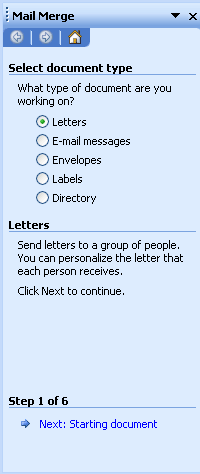 Mail Merge
Select document type
What type of document are you
working on?
Letters
E-mail messages
Envelopes
Labels
Directory
Letters
Send letters to a group of people.
You can personalize the letter that
each person receives.
Click Next to continue.
Step 1 of 6
Next: Starting document